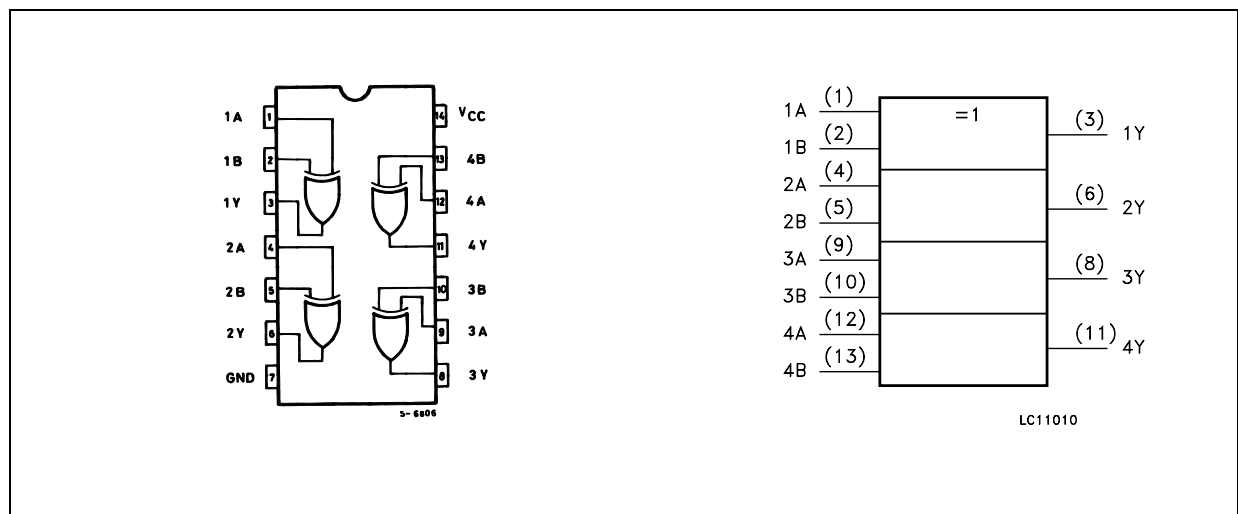 1A 1 14 VCC
1B 2 13 4B
1Y 3 12 4A
2A 4 11 4Y
2B 5 10 3B
2Y 6 9 3A
GND 7 8 3Y
S-6806
1A (1) =1 (3) 1Y
1B (2)
2A (4) (6) 2Y
2B (5)
3A (9) (8) 3Y
3B (10)
4A (12) (11) 4Y
4B (13)
LC11010